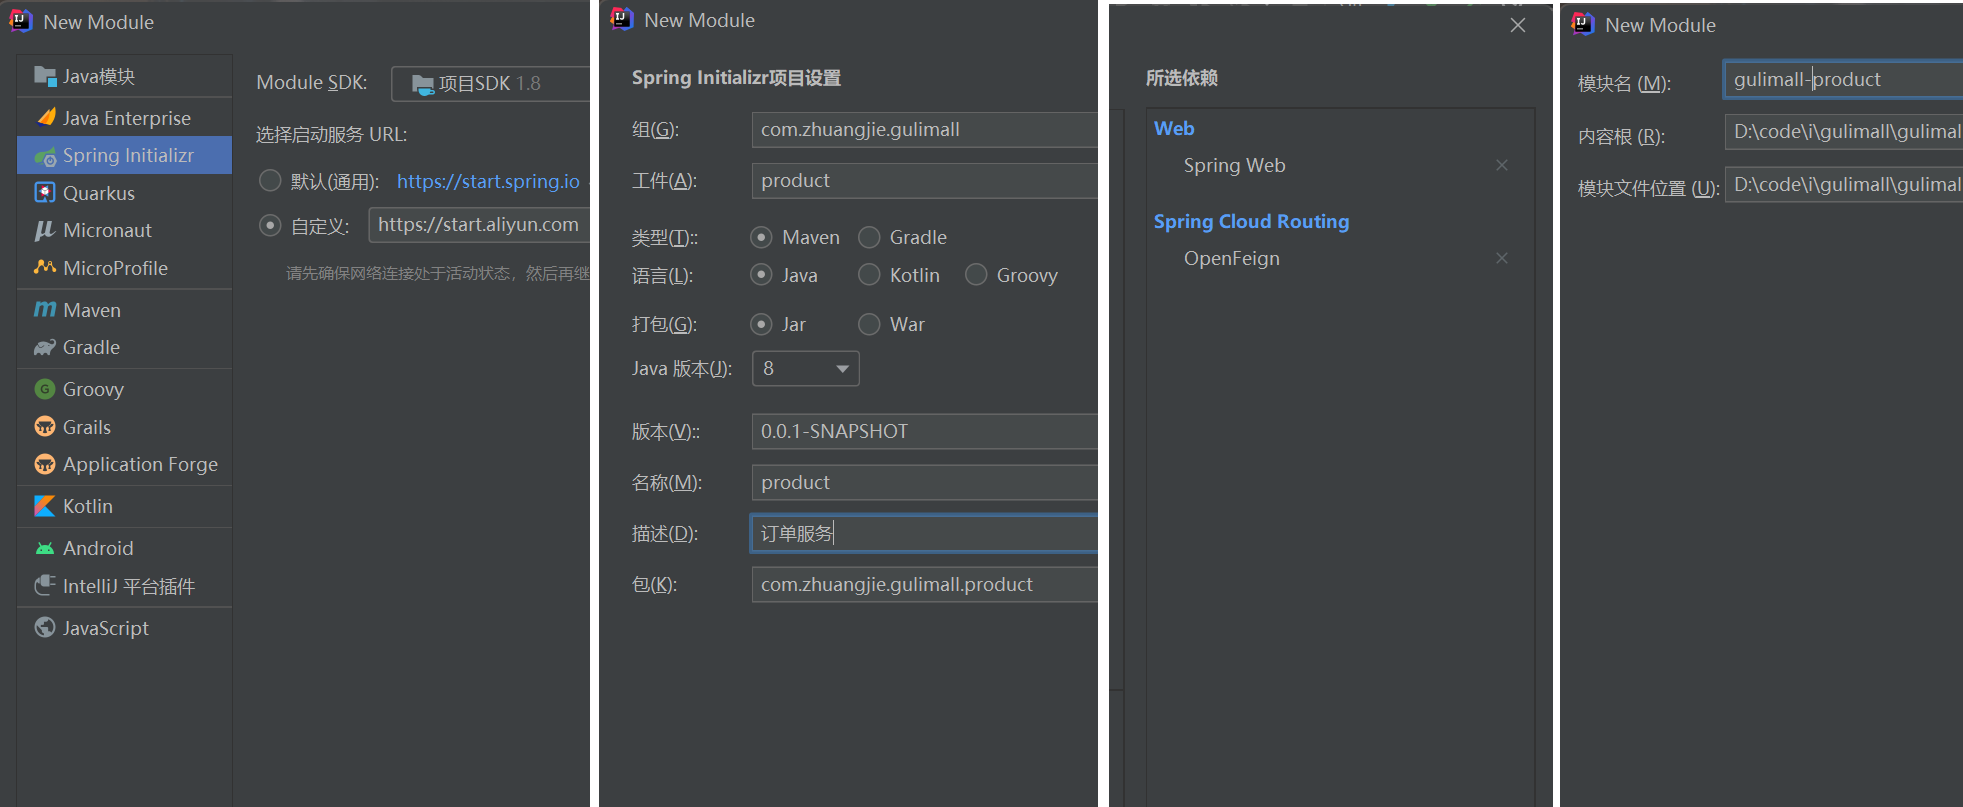 New Module
Java模块
Java Enterprise
Spring Initializr
Quarkus
Micronaut
MicroProfile
Maven
Gradle
Groovy
Grails
Application Forge
Kotlin
Android
IntelliJ 平台插件
JavaScript
Module SDK: 项目SDK 1.8
选择启动服务 URL:
默认(通用): https://start.spring.io
自定义: https://start.aliyun.com
请先确保网络连接处于活动状态，然后再继
New Module
Spring Initializr项目设置
组(G): com.zhuangjie.gulimall
工件(A): product
类型(T):: Maven Gradle
语言(L): Java Kotlin Groovy
打包(G): Jar War
Java 版本(J): 8
版本(V):: 0.0.1-SNAPSHOT
名称(M): product
描述(D): 订单服务
包(K): com.zhuangjie.gulimall.product
所选依赖
Web
Spring Web
Spring Cloud Routing
OpenFeign
New Module
模块名 (M): gulimall-product
内容根 (R): D:\code\i\gulimall\gulimal
模块文件位置 (U): D:\code\i\gulimall\gulimal